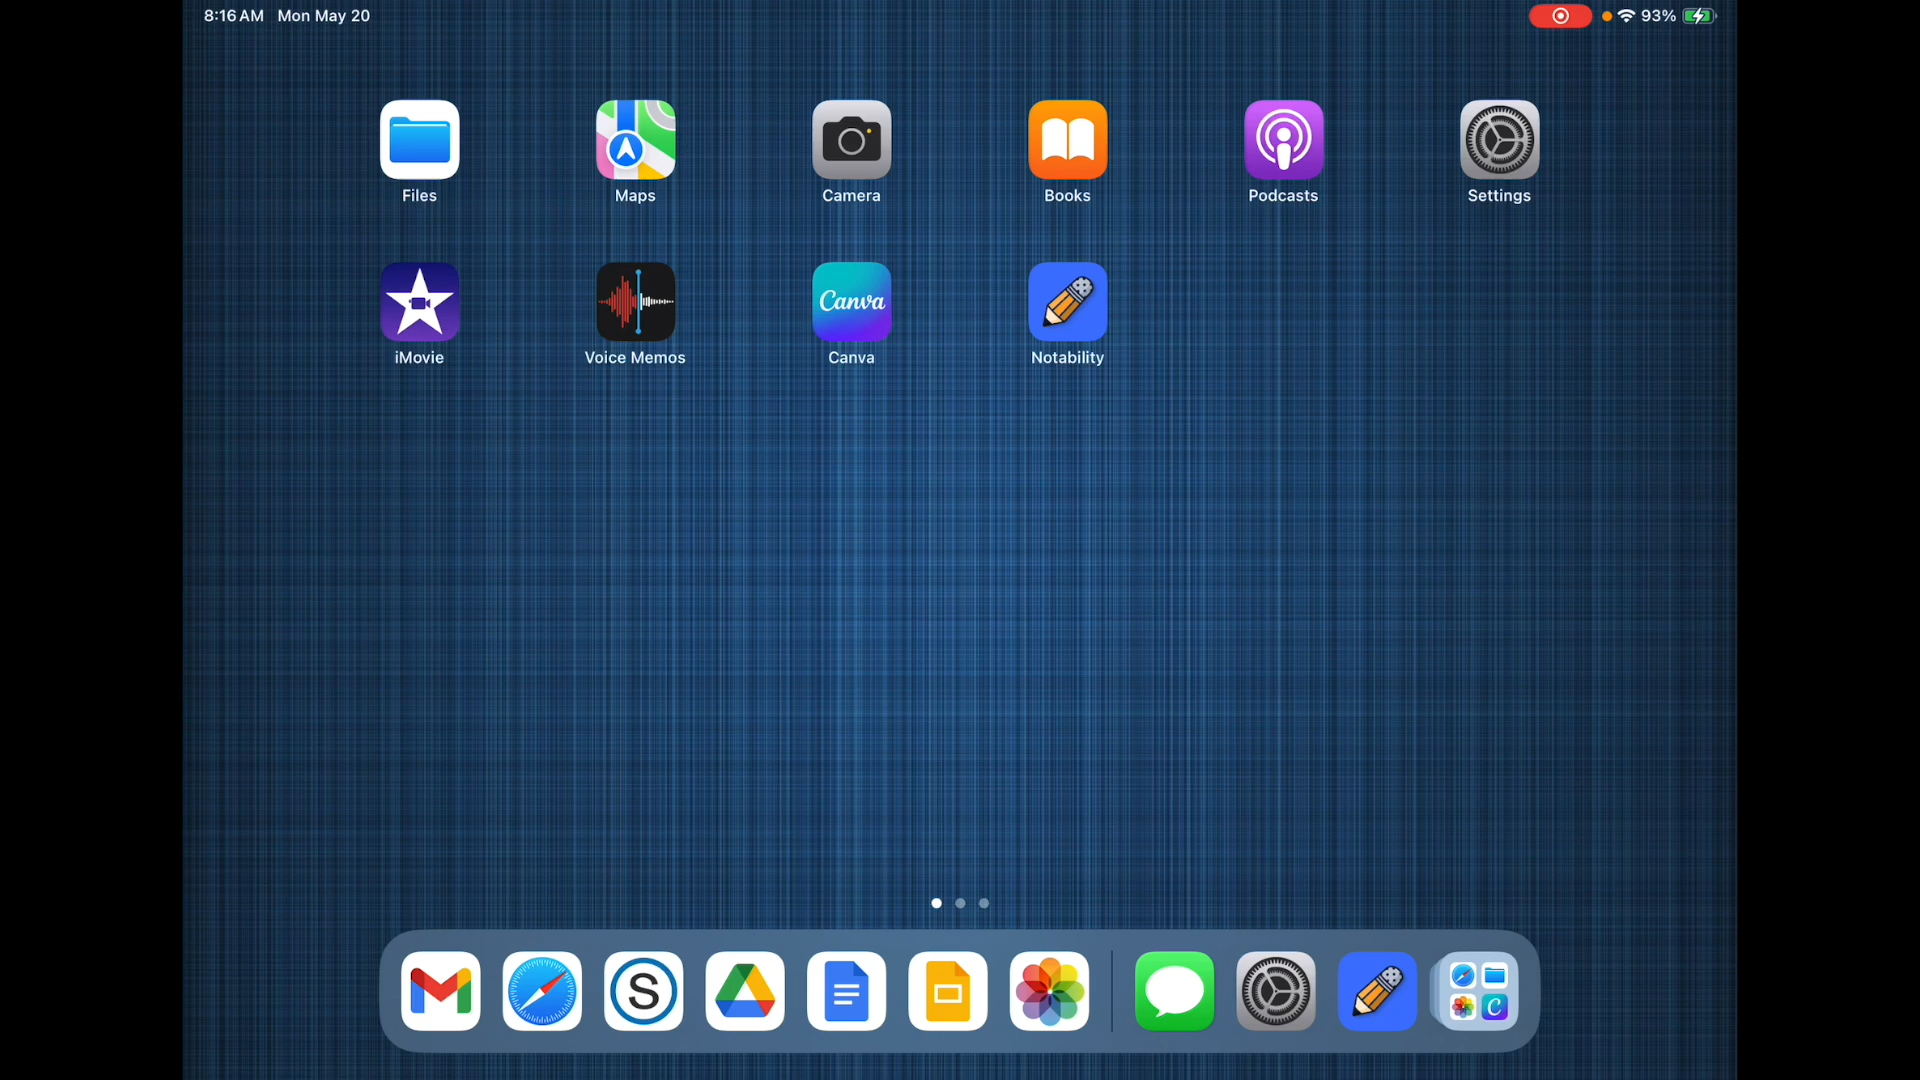 8:16 AM Mon May 20
93%
Files
Maps
Camera
Books
Podcasts
Settings
Canva
iMovie
Voice Memos
Canva
Notability
S
C